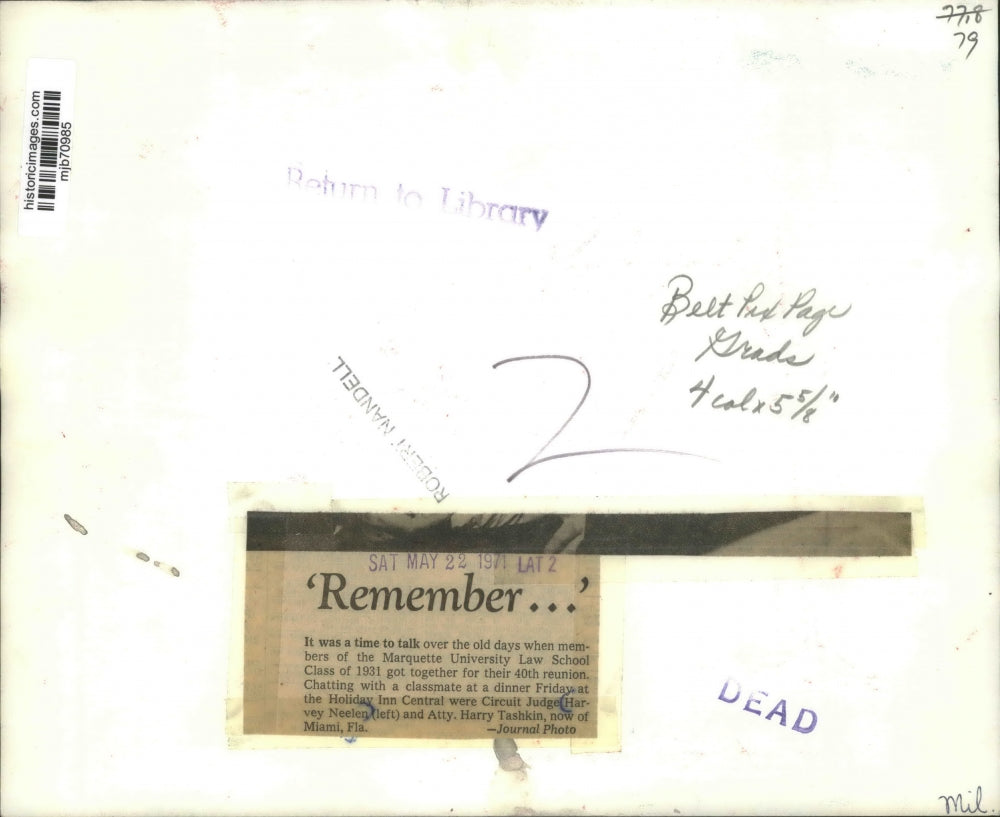 77,8
79
historicimages.com
mjb70985
Return to Library
Belt Pix Page
Grads
4 col x 5 5/8"
2
ROBERT NANDELL
SAT MAY 22 1971 LAT 2
‘Remember...’
It was a time to talk over the old days when mem-
bers of the Marquette University Law School
Class of 1931 got together for their 40th reunion.
Chatting with a classmate at a dinner Friday at
the Holiday Inn Central were Circuit Judge (Har-
vey Neelen) (left) and Atty. Harry Tashkin, now of
Miami, Fla. —Journal Photo
DEAD
Mil.